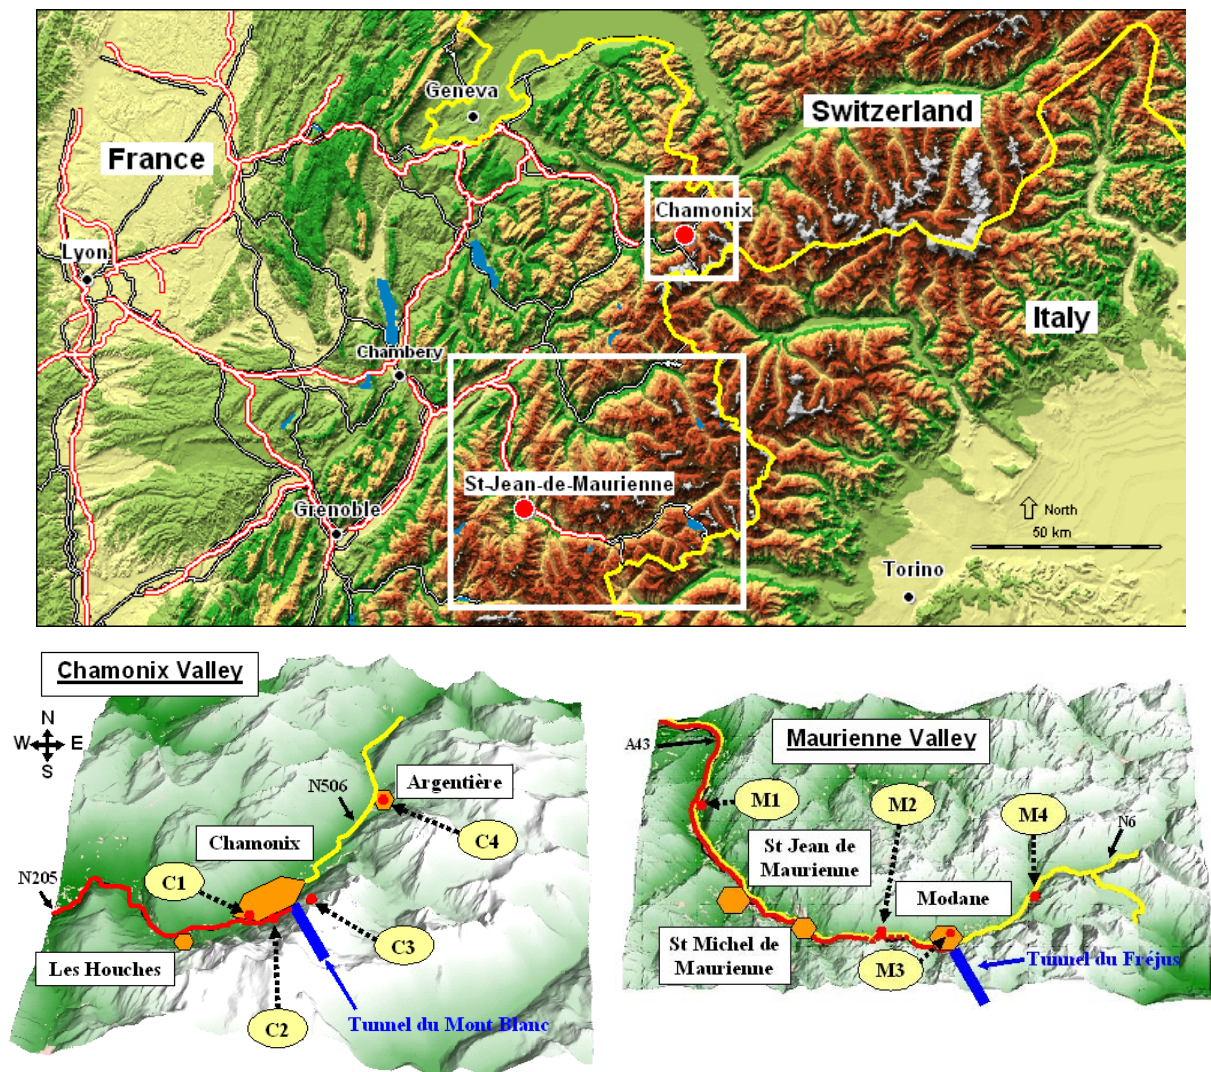 Geneva
Switzerland
France
Chamonix
Lyon
Italy
Chambery
St-Jean-de-Maurienne
Grenoble
North
50 km
Torino
Chamonix Valley
N
W E
S
Argentière
N506
C4
Chamonix
N205
C1
C3
Les Houches
C2
Tunnel du Mont Blanc
A43
Maurienne Valley
M1
M2
M4
N6
St Jean de
Maurienne
Modane
St Michel de
Maurienne
M3
Tunnel du Fréjus